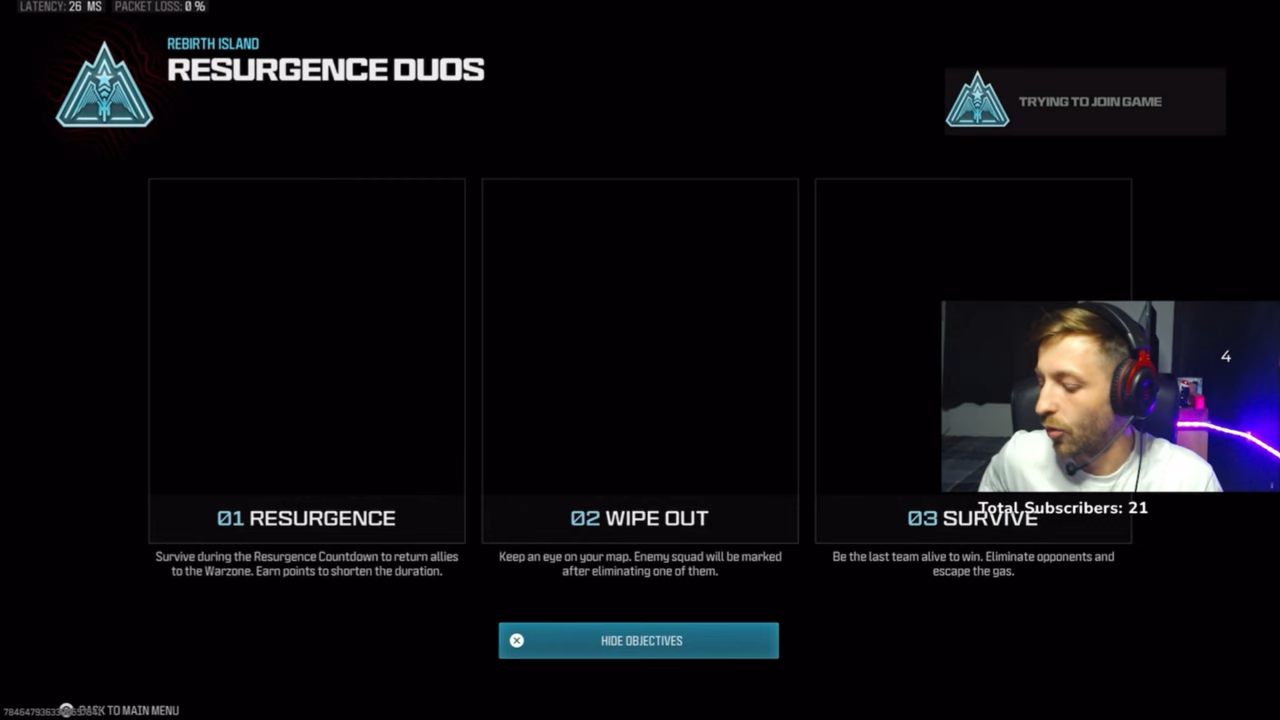 LATENCY: 26 MS PACKET LOSS: 0 %
REBIRTH ISLAND
RESURGENCE DUOS
TRYING TO JOIN GAME
4
01 RESURGENCE
02 WIPE OUT
03 SURVIVE
Total Subscribers: 21
Survive during the Resurgence Countdown to return allies
to the Warzone. Earn points to shorten the duration.
Keep an eye on your map. Enemy squad will be marked
after eliminating one of them.
Be the last team alive to win. Eliminate opponents and
escape the gas.
HIDE OBJECTIVES
BACK TO MAIN MENU